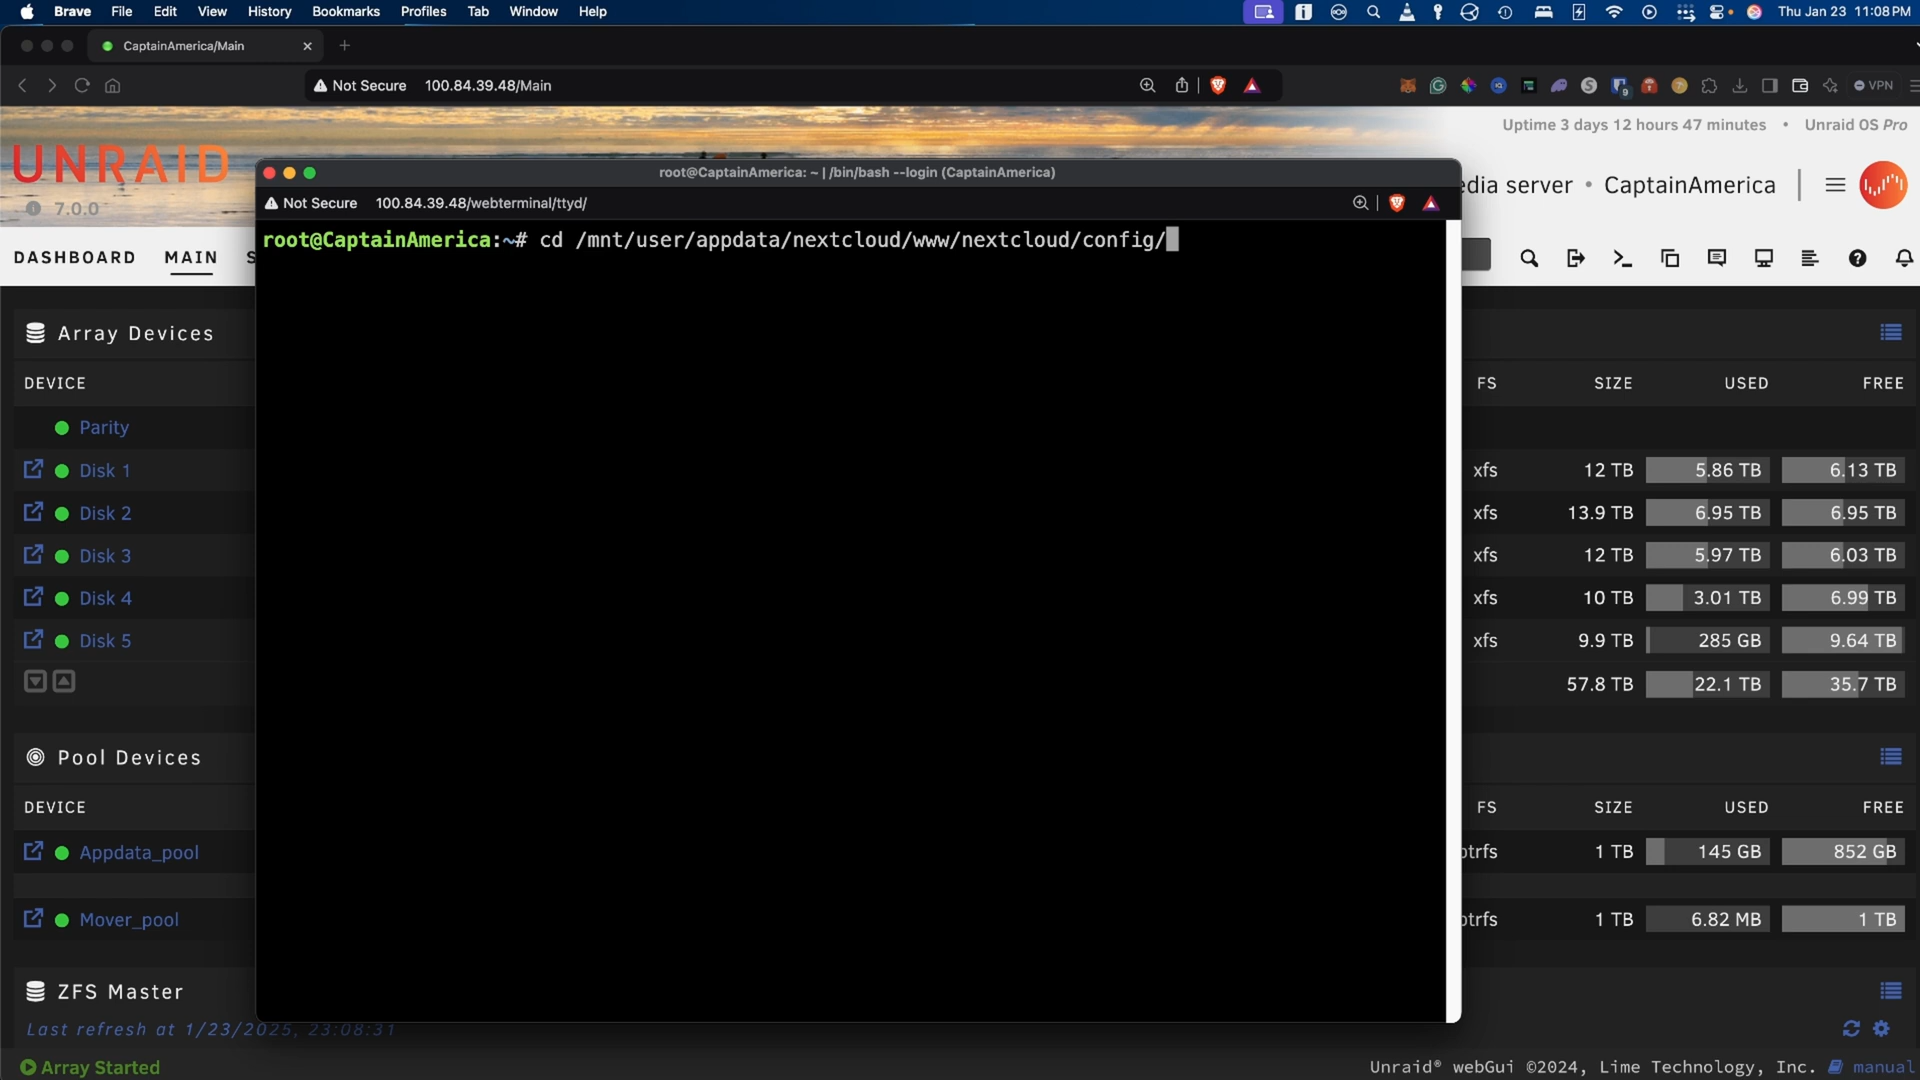 Brave File Edit View History Bookmarks Profiles Tab Window Help Thu Jan 23 11:08 PM
CaptainAmerica/Main
Not Secure 100.84.39.48/Main 9 VPN
Uptime 3 days 12 hours 47 minutes • Unraid OS Pro
UNRAID
7.0.0
edia server • CaptainAmerica
root@CaptainAmerica: ~ | /bin/bash --login (CaptainAmerica)
Not Secure 100.84.39.48/webterminal/ttyd/
root@CaptainAmerica:~# cd /mnt/user/appdata/nextcloud/www/nextcloud/config/
DASHBOARD MAIN S
Array Devices
DEVICE FS SIZE USED FREE
Parity
Disk 1 xfs 12 TB 5.86 TB 6.13 TB
Disk 2 xfs 13.9 TB 6.95 TB 6.95 TB
Disk 3 xfs 12 TB 5.97 TB 6.03 TB
Disk 4 xfs 10 TB 3.01 TB 6.99 TB
Disk 5 xfs 9.9 TB 285 GB 9.64 TB
57.8 TB 22.1 TB 35.7 TB
Pool Devices
DEVICE FS SIZE USED FREE
Appdata_pool btrfs 1 TB 145 GB 852 GB
Mover_pool btrfs 1 TB 6.82 MB 1 TB
ZFS Master
Last refresh at 1/23/2025, 23:08:31
Array Started Unraid® webGui ©2024, Lime Technology, Inc. manual